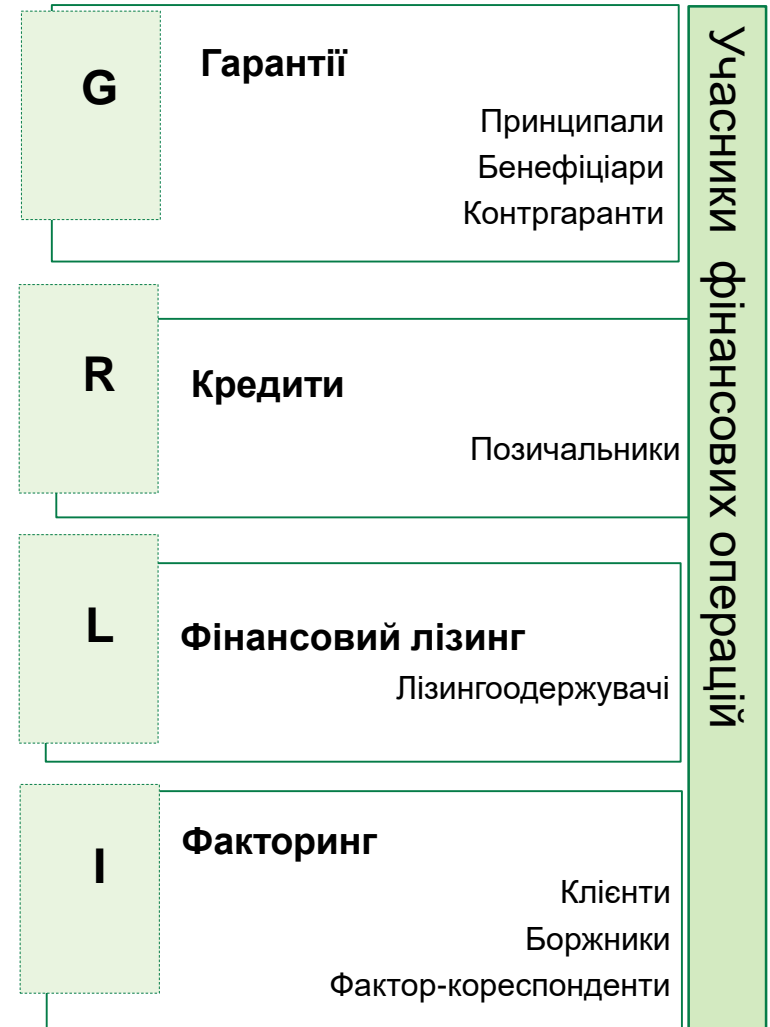 G
Гарантії
Принципали
Бенефіціари
Контргаранти
R
Кредити
Позичальники
L
Фінансовий лізинг
Лізингоодержувачі
I
Факторинг
Клієнти
Боржники
Фактор-кореспонденти
Учасники фінансових операцій